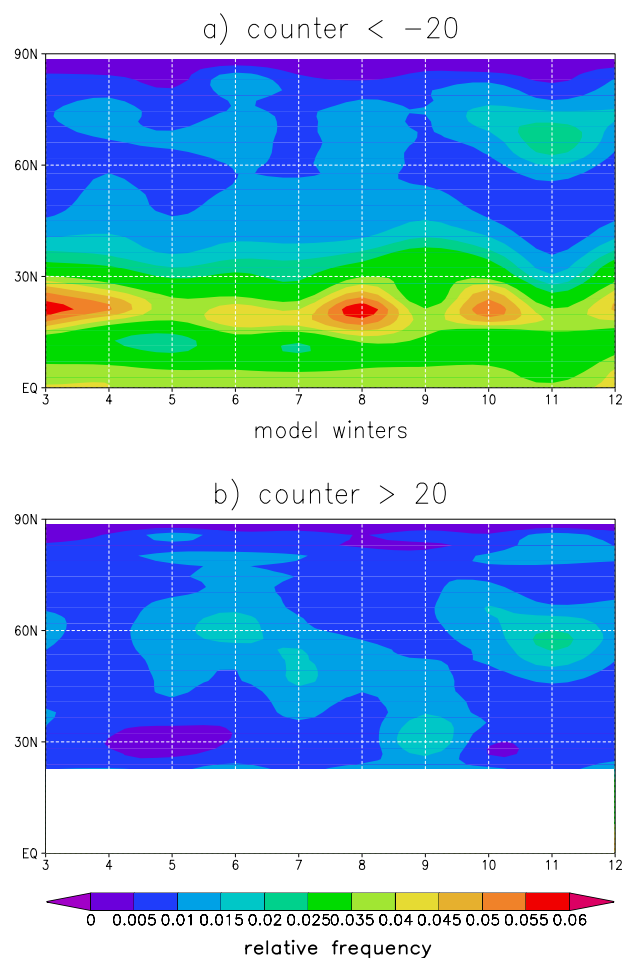 a) counter < −20
90N
60N
30N
EQ
3 4 5 6 7 8 9 10 11 12
model winters
b) counter > 20
90N
60N
30N
EQ
3 4 5 6 7 8 9 10 11 12
0 0.005 0.01 0.015 0.02 0.025 0.035 0.04 0.045 0.05 0.055 0.06
relative frequency